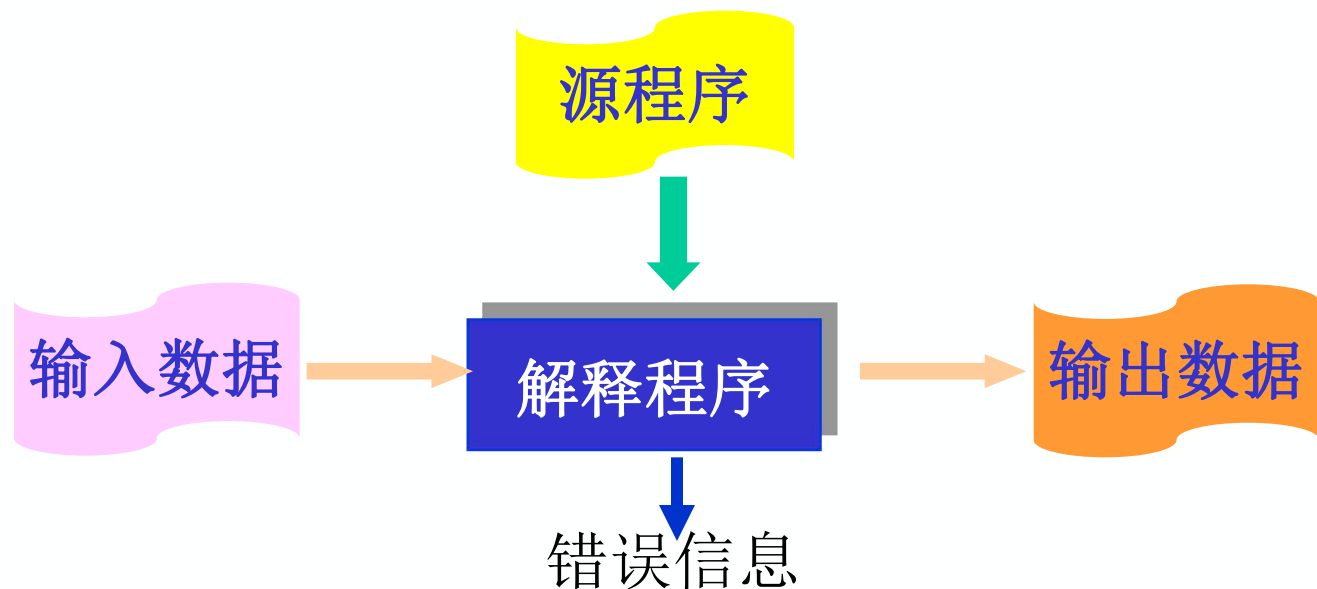 源程序
输入数据
解释程序
输出数据
错误信息